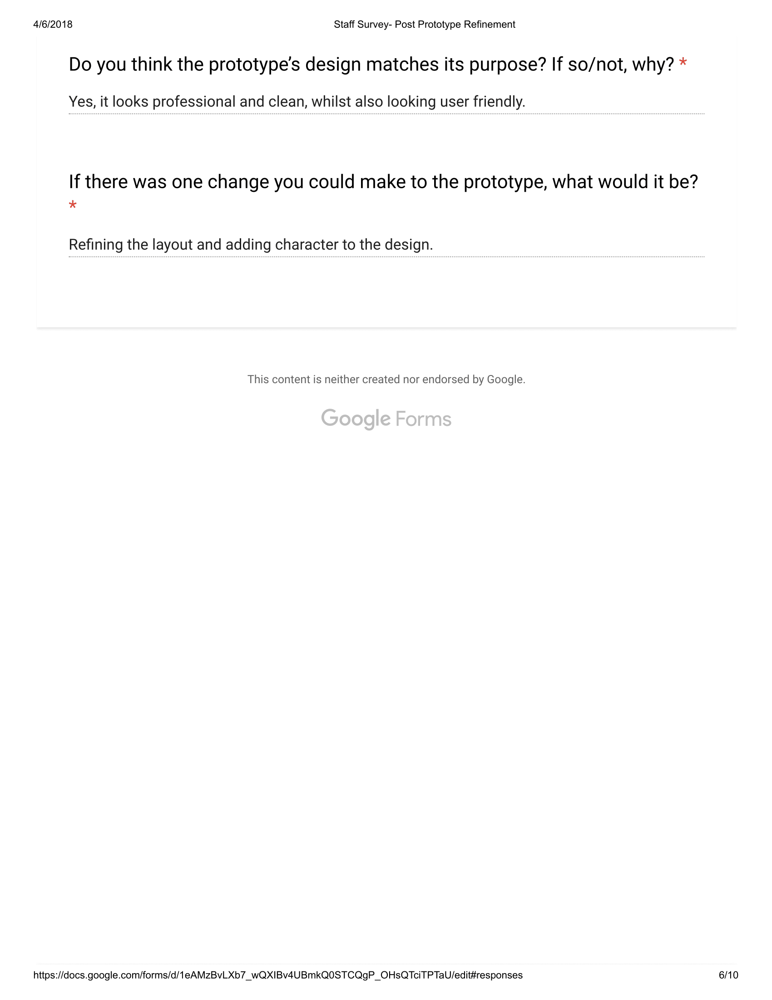 4/6/2018 Staff Survey- Post Prototype Refinement
Do you think the prototype’s design matches its purpose? If so/not, why? *
Yes, it looks professional and clean, whilst also looking user friendly.
If there was one change you could make to the prototype, what would it be?
*
Refining the layout and adding character to the design.
This content is neither created nor endorsed by Google.
Google Forms
https://docs.google.com/forms/d/1eAMzBvLXb7_wQXIBv4UBmkQ0STCQgP_OHsQTciTPTaU/edit#responses 6/10